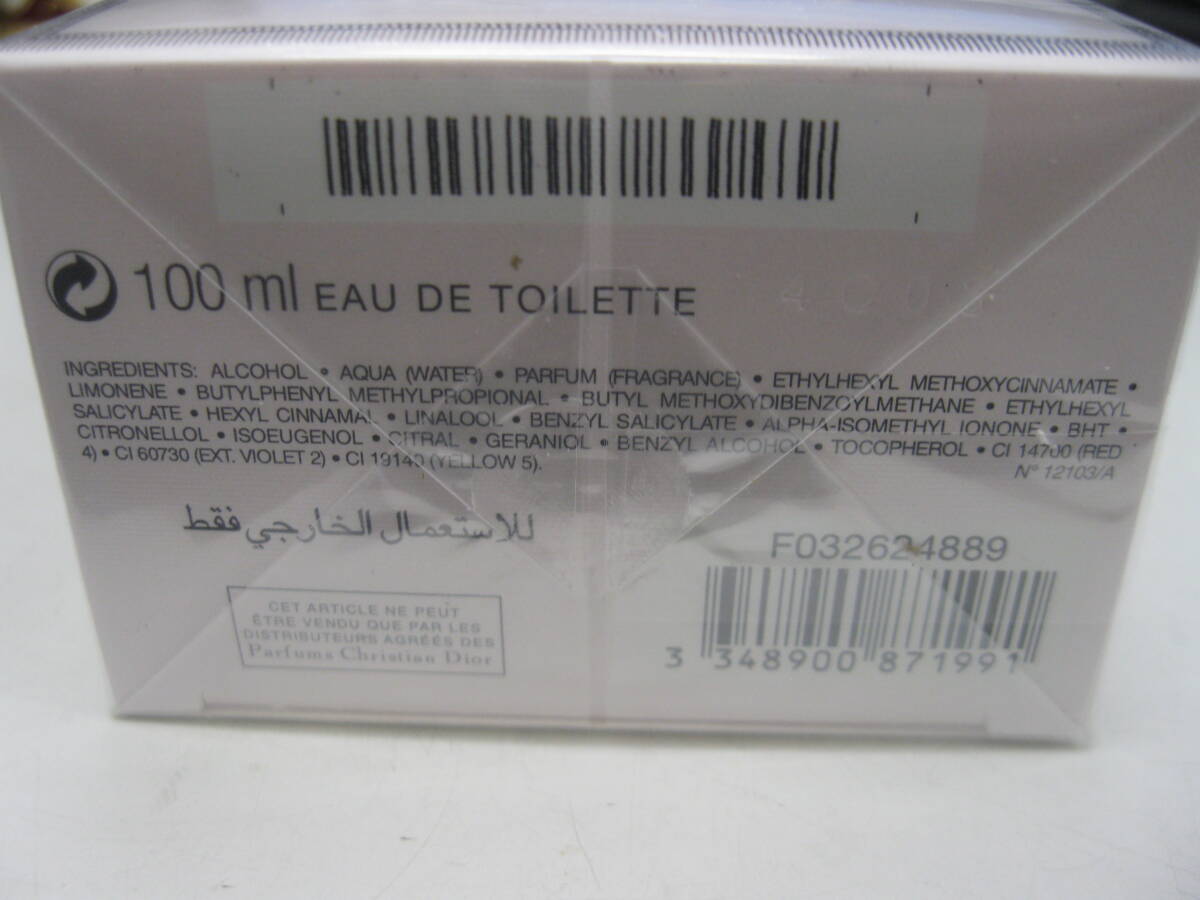 100 ml EAU DE TOILETTE
INGREDIENTS: ALCOHOL • AQUA (WATER) • PARFUM (FRAGRANCE) • ETHYLHEXYL METHOXYCINNAMATE •
LIMONENE • BUTYLPHENYL METHYLPROPIONAL • BUTYL METHOXYDIBENZOYLMETHANE • ETHYLHEXYL
SALICYLATE • HEXYL CINNAMAL • LINALOOL • BENZYL SALICYLATE • ALPHA-ISOMETHYL IONONE • BHT •
CITRONELLOL • ISOEUGENOL • CITRAL • GERANIOL • BENZYL ALCOHOL • TOCOPHEROL • CI 14700 (RED
4) • CI 60730 (EXT. VIOLET 2) • CI 19140 (YELLOW 5).
N° 12103/A
للاستعمال الخارجي فقط
F032624889
CET ARTICLE NE PEUT
ÊTRE VENDU QUE PAR LES
DISTRIBUTEURS AGRÉÉS DES
Parfums Christian Dior
3 348900 871991